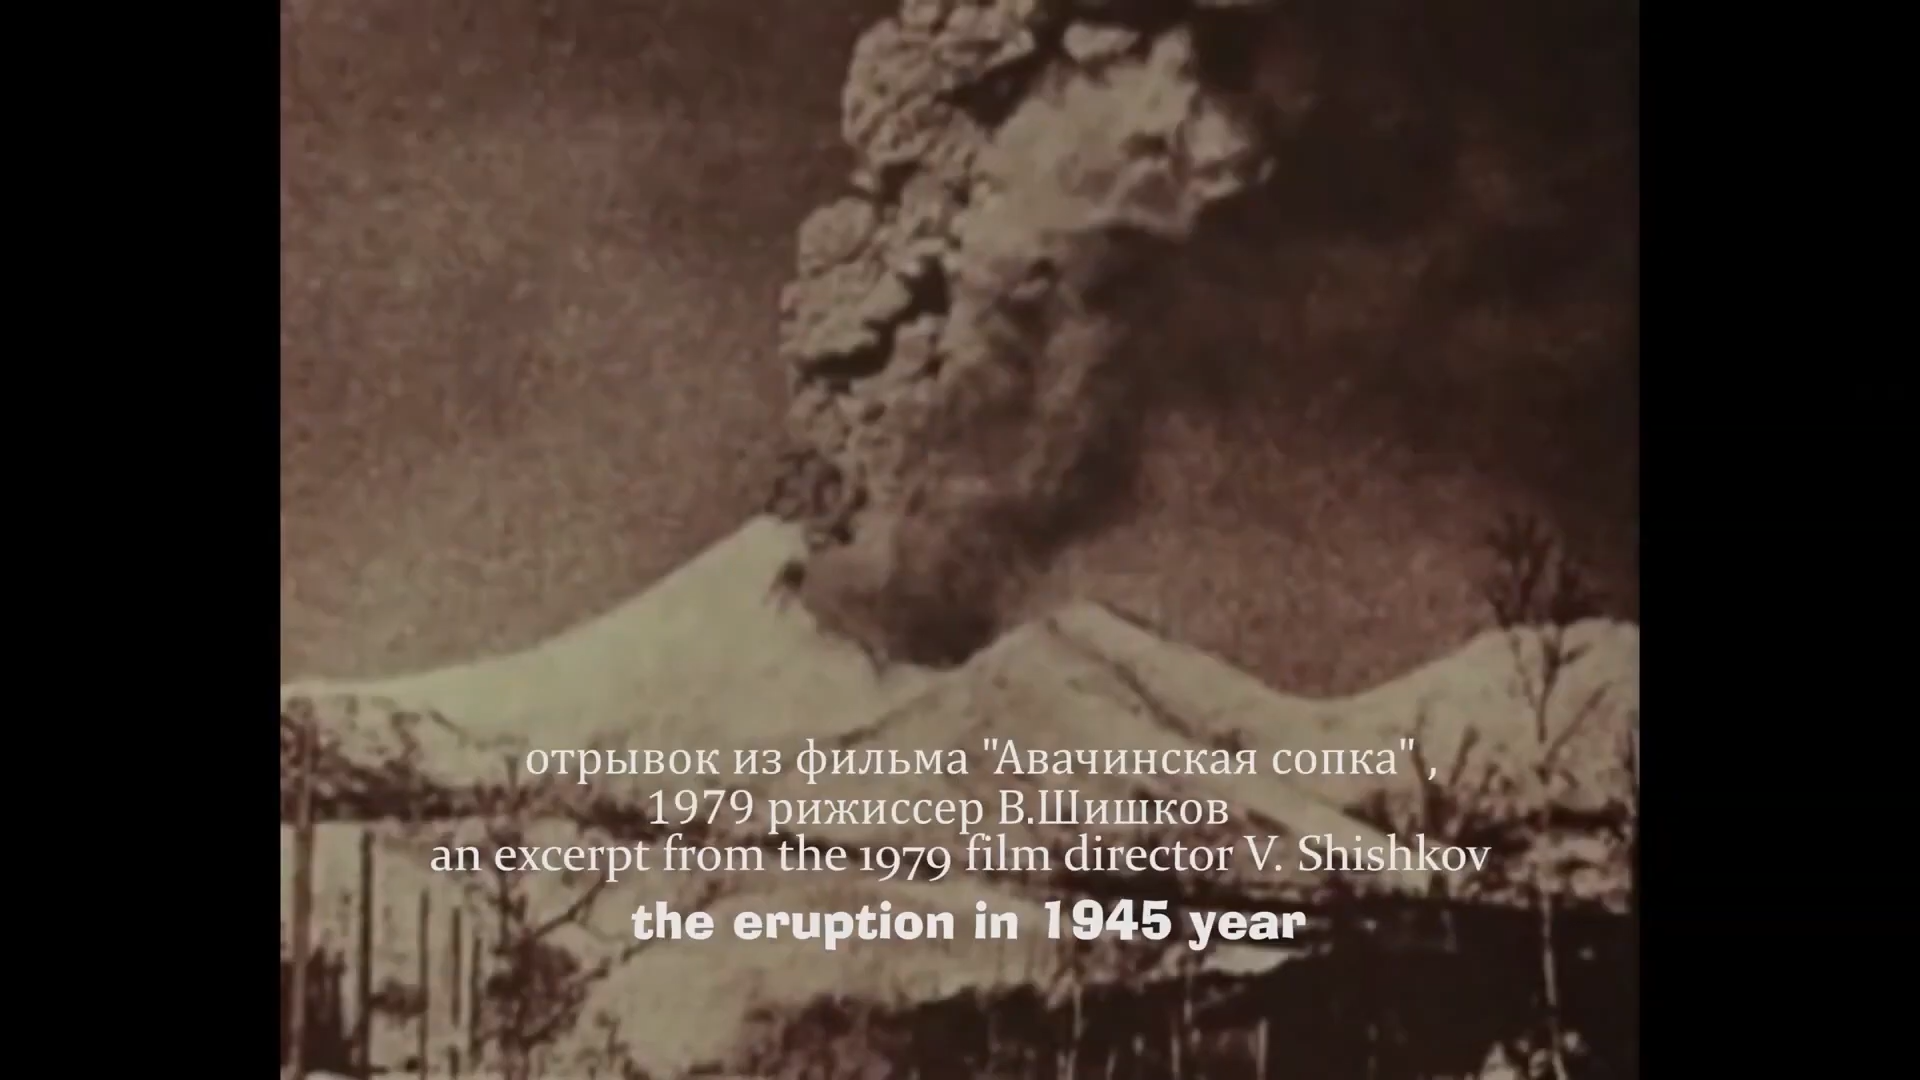 отрывок из фильма "Авачинская сопка",
1979 рижиссер В.Шишков
an excerpt from the 1979 film director V. Shishkov
the eruption in 1945 year